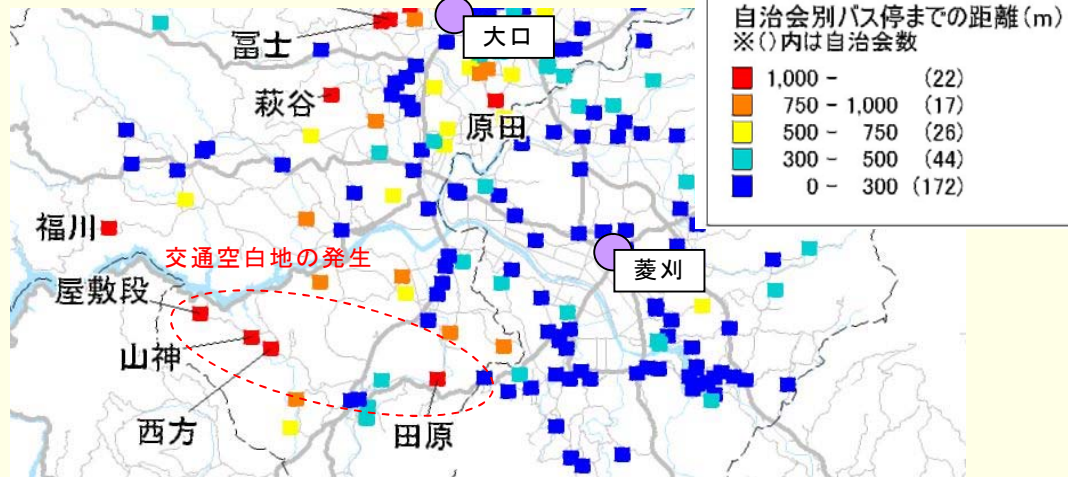 自治会別バス停までの距離(m)
※()内は自治会数
1,000 - (22)
750 - 1,000 (17)
500 - 750 (26)
300 - 500 (44)
0 - 300 (172)
大口
冨士
萩谷
原田
福川
交通空白地の発生
菱刈
屋敷段
山神
西方
田原